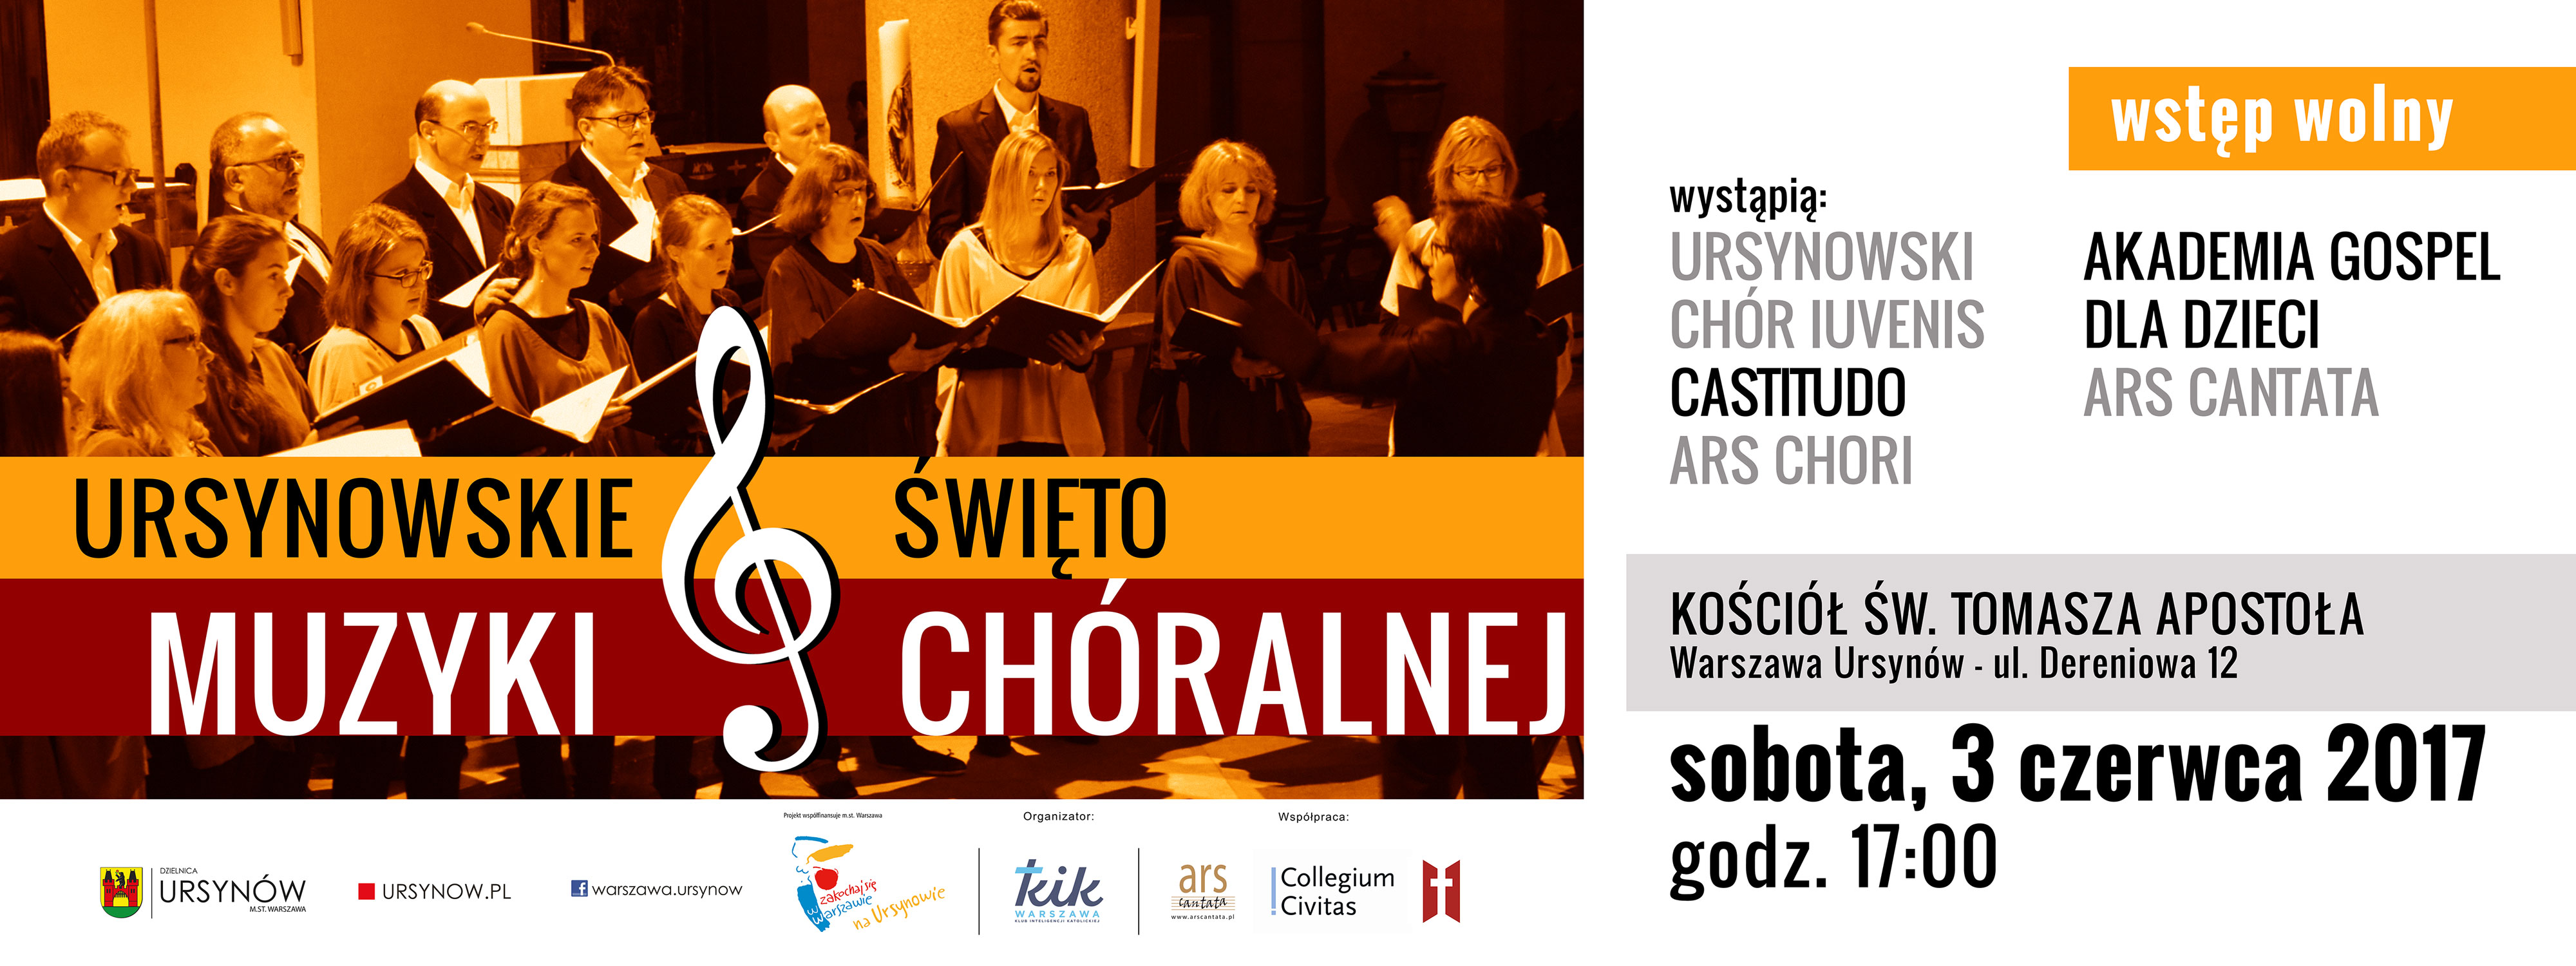 URSYNOWSKIE ŚWIĘTO
MUZYKI CHÓRALNEJ
wstęp wolny
wystąpią:
URSYNOWSKI
CHÓR IUVENIS
CASTITUDO
ARS CHORI
AKADEMIA GOSPEL
DLA DZIECI
ARS CANTATA
KOŚCIÓŁ ŚW. TOMASZA APOSTOŁA
Warszawa Ursynów - ul. Dereniowa 12
sobota, 3 czerwca 2017
godz. 17:00
DZIELNICA
URSYNÓW
M.ST. WARSZAWA
URSYNOW.PL
warszawa.ursynow
Projekt współfinansuje m.st. Warszawa
zakochaj się
w Warszawie
na Ursynowie
Organizator:
kik
WARSZAWA
KLUB INTELIGENCJI KATOLICKIEJ
Współpraca:
ars
cantata
www.arscantata.pl
Collegium
Civitas